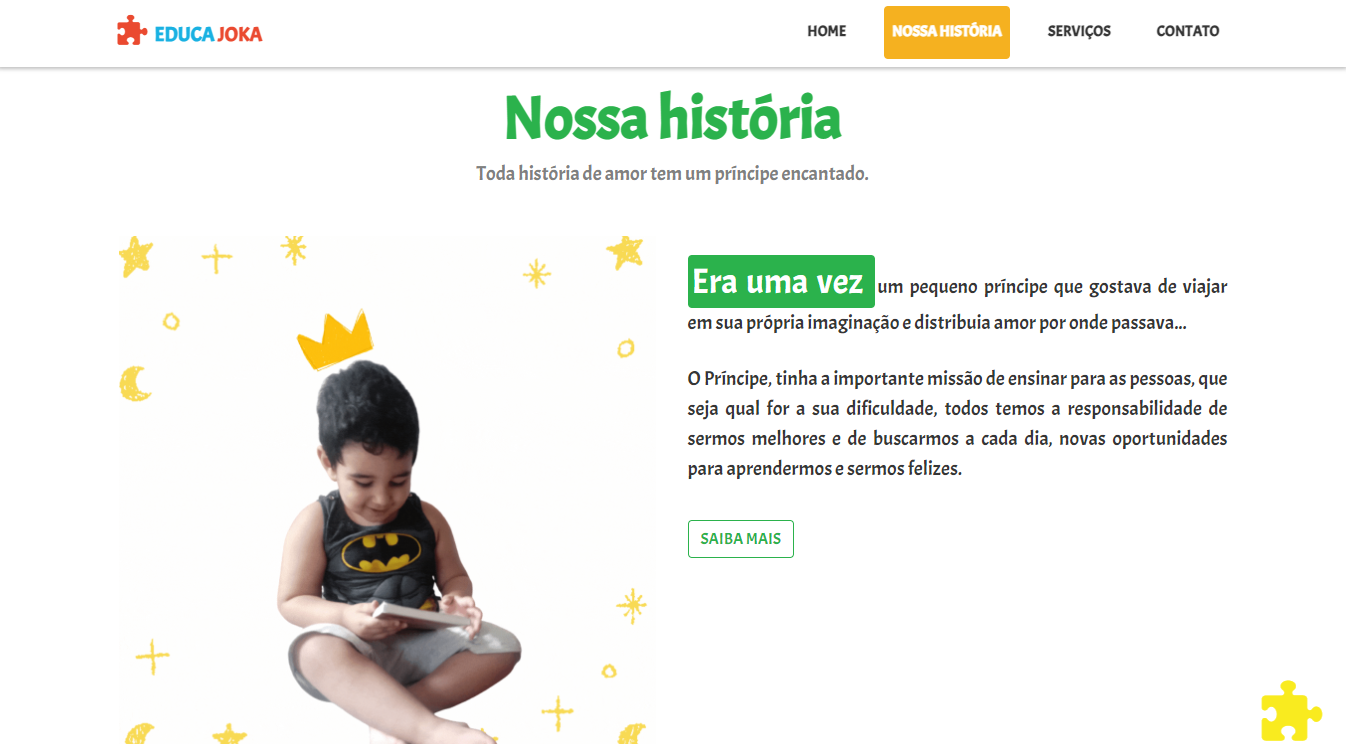 EDUCA JOKA
HOME
NOSSA HISTÓRIA
SERVIÇOS
CONTATO
Nossa história
Toda história de amor tem um príncipe encantado.
Era uma vez um pequeno príncipe que gostava de viajar
em sua própria imaginação e distribuia amor por onde passava...
O Príncipe, tinha a importante missão de ensinar para as pessoas, que
seja qual for a sua dificuldade, todos temos a responsabilidade de
sermos melhores e de buscarmos a cada dia, novas oportunidades
para aprendermos e sermos felizes.
SAIBA MAIS